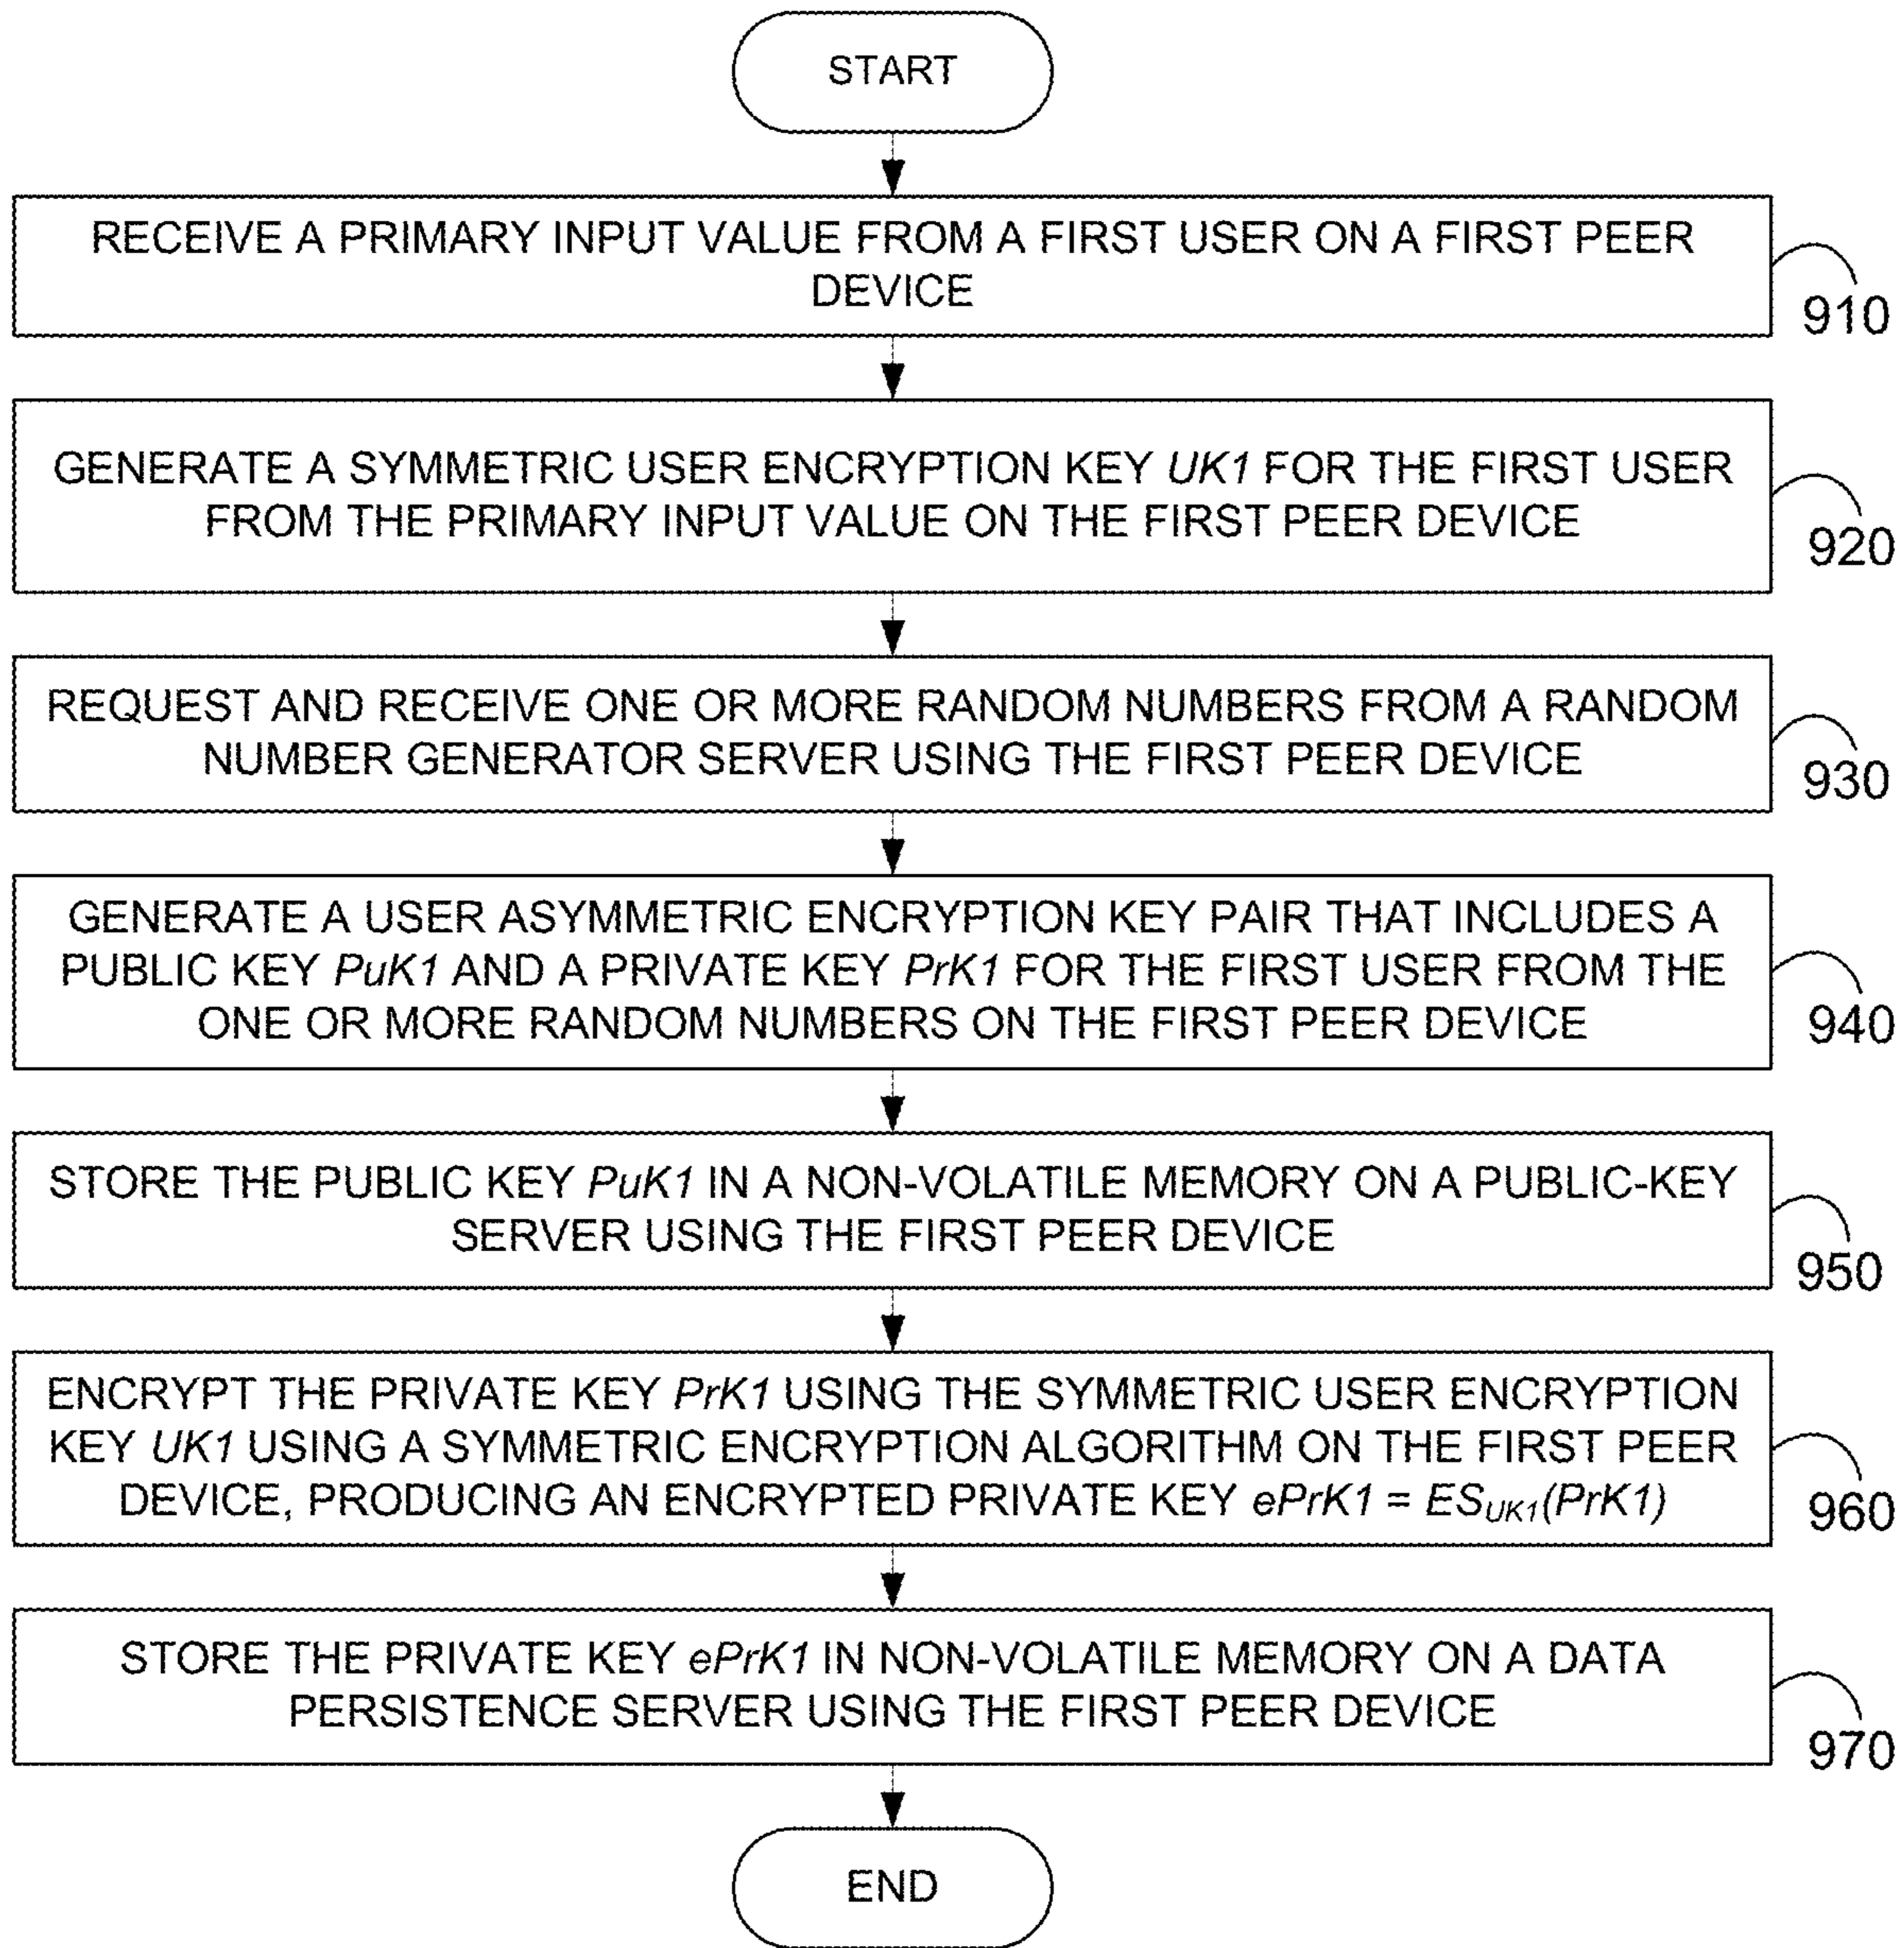 START
RECEIVE A PRIMARY INPUT VALUE FROM A FIRST USER ON A FIRST PEER
DEVICE
910
GENERATE A SYMMETRIC USER ENCRYPTION KEY UK1 FOR THE FIRST USER
FROM THE PRIMARY INPUT VALUE ON THE FIRST PEER DEVICE
920
REQUEST AND RECEIVE ONE OR MORE RANDOM NUMBERS FROM A RANDOM
NUMBER GENERATOR SERVER USING THE FIRST PEER DEVICE
930
GENERATE A USER ASYMMETRIC ENCRYPTION KEY PAIR THAT INCLUDES A
PUBLIC KEY PuK1 AND A PRIVATE KEY PrK1 FOR THE FIRST USER FROM THE
ONE OR MORE RANDOM NUMBERS ON THE FIRST PEER DEVICE
940
STORE THE PUBLIC KEY PuK1 IN A NON-VOLATILE MEMORY ON A PUBLIC-KEY
SERVER USING THE FIRST PEER DEVICE
950
ENCRYPT THE PRIVATE KEY PrK1 USING THE SYMMETRIC USER ENCRYPTION
KEY UK1 USING A SYMMETRIC ENCRYPTION ALGORITHM ON THE FIRST PEER
DEVICE, PRODUCING AN ENCRYPTED PRIVATE KEY ePrK1 = ES_UK1(PrK1)
960
STORE THE PRIVATE KEY ePrK1 IN NON-VOLATILE MEMORY ON A DATA
PERSISTENCE SERVER USING THE FIRST PEER DEVICE
970
END